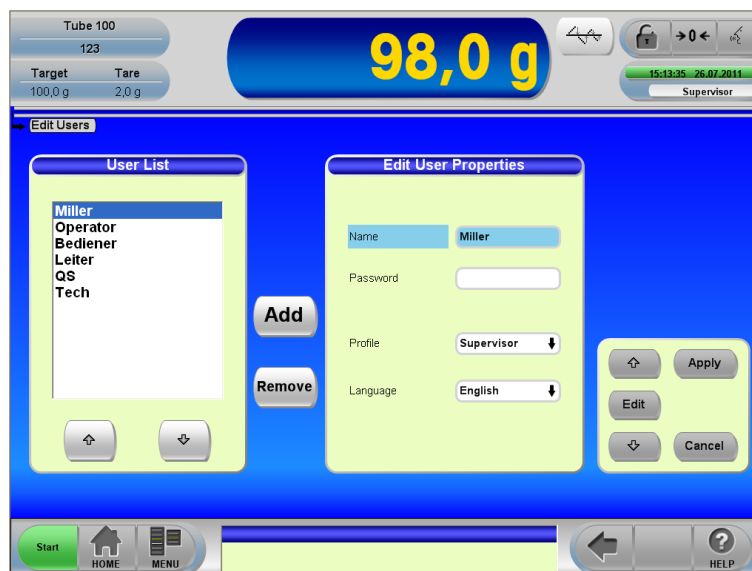 Tube 100
123
Target Tare
100,0 g 2,0 g
98,0 g
→0←
15:13:35 26.07.2011
Supervisor
Edit Users
User List
Miller
Operator
Bediener
Leiter
QS
Tech
Add
Remove
Edit User Properties
Name Miller
Password
Profile Supervisor
Language English
Apply
Edit
Cancel
Start
HOME
MENU
?
HELP